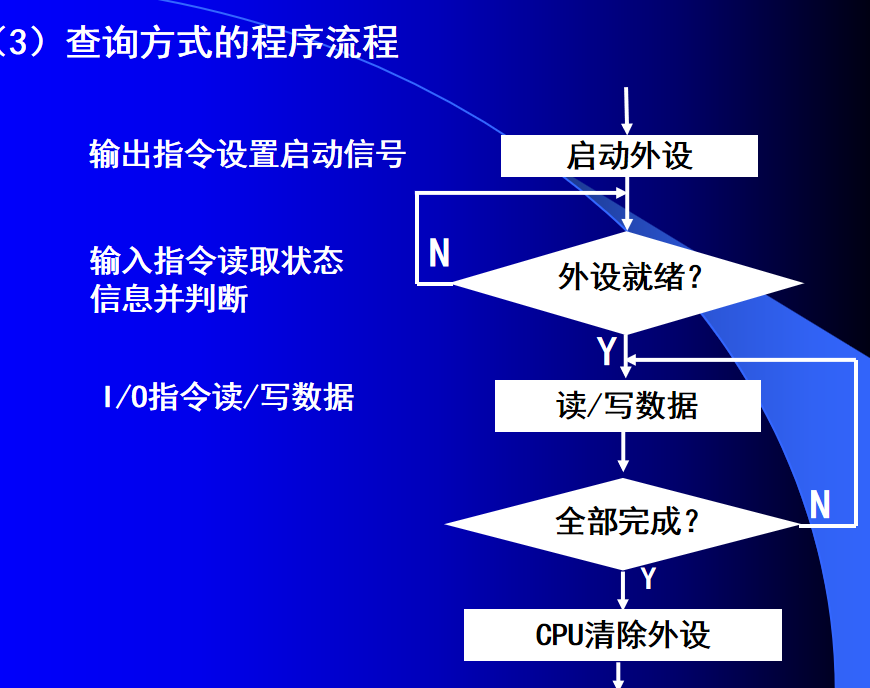 (3) 查询方式的程序流程
输出指令设置启动信号
启动外设
N
输入指令读取状态
信息并判断
外设就绪?
Y
I/O指令读/写数据
读/写数据
N
全部完成?
Y
CPU清除外设